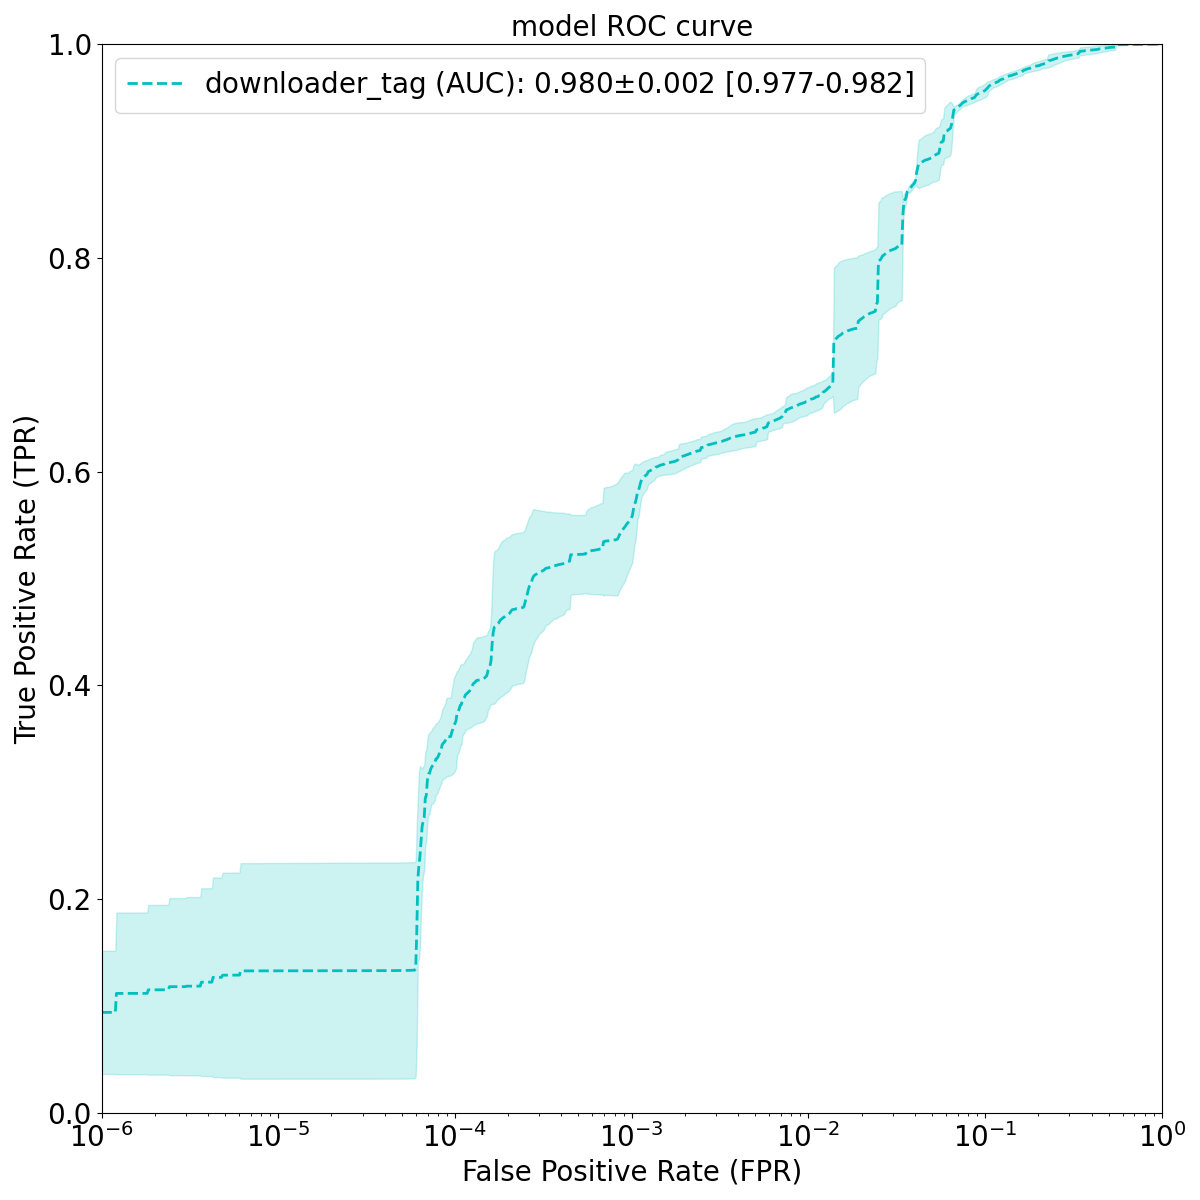 model ROC curve
downloader_tag (AUC): 0.980±0.002 [0.977-0.982]
True Positive Rate (TPR)
1.0
0.8
0.6
0.4
0.2
0.0
10⁻⁶ 10⁻⁵ 10⁻⁴ 10⁻³ 10⁻² 10⁻¹ 10⁰
False Positive Rate (FPR)